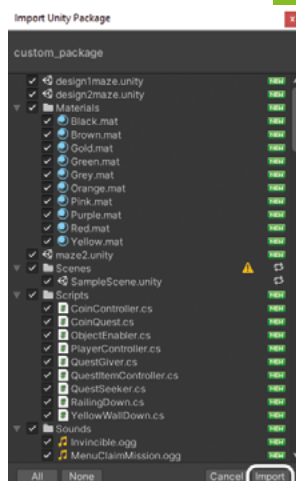 Import Unity Package x
custom_package
design1maze.unity NEW
design2maze.unity NEW
Materials NEW
Black.mat NEW
Brown.mat NEW
Gold.mat NEW
Green.mat NEW
Grey.mat NEW
Orange.mat NEW
Pink.mat NEW
Purple.mat NEW
Red.mat NEW
Yellow.mat NEW
maze2.unity NEW
Scenes
SampleScene.unity
Scripts NEW
CoinController.cs NEW
CoinQuest.cs NEW
ObjectEnabler.cs NEW
PlayerController.cs NEW
QuestGiver.cs NEW
QuestItemController.cs NEW
QuestSeeker.cs NEW
RailingDown.cs NEW
YellowWallDown.cs NEW
Sounds NEW
Invincible.ogg NEW
MenuClaimMission.ogg NEW
All None Cancel Import